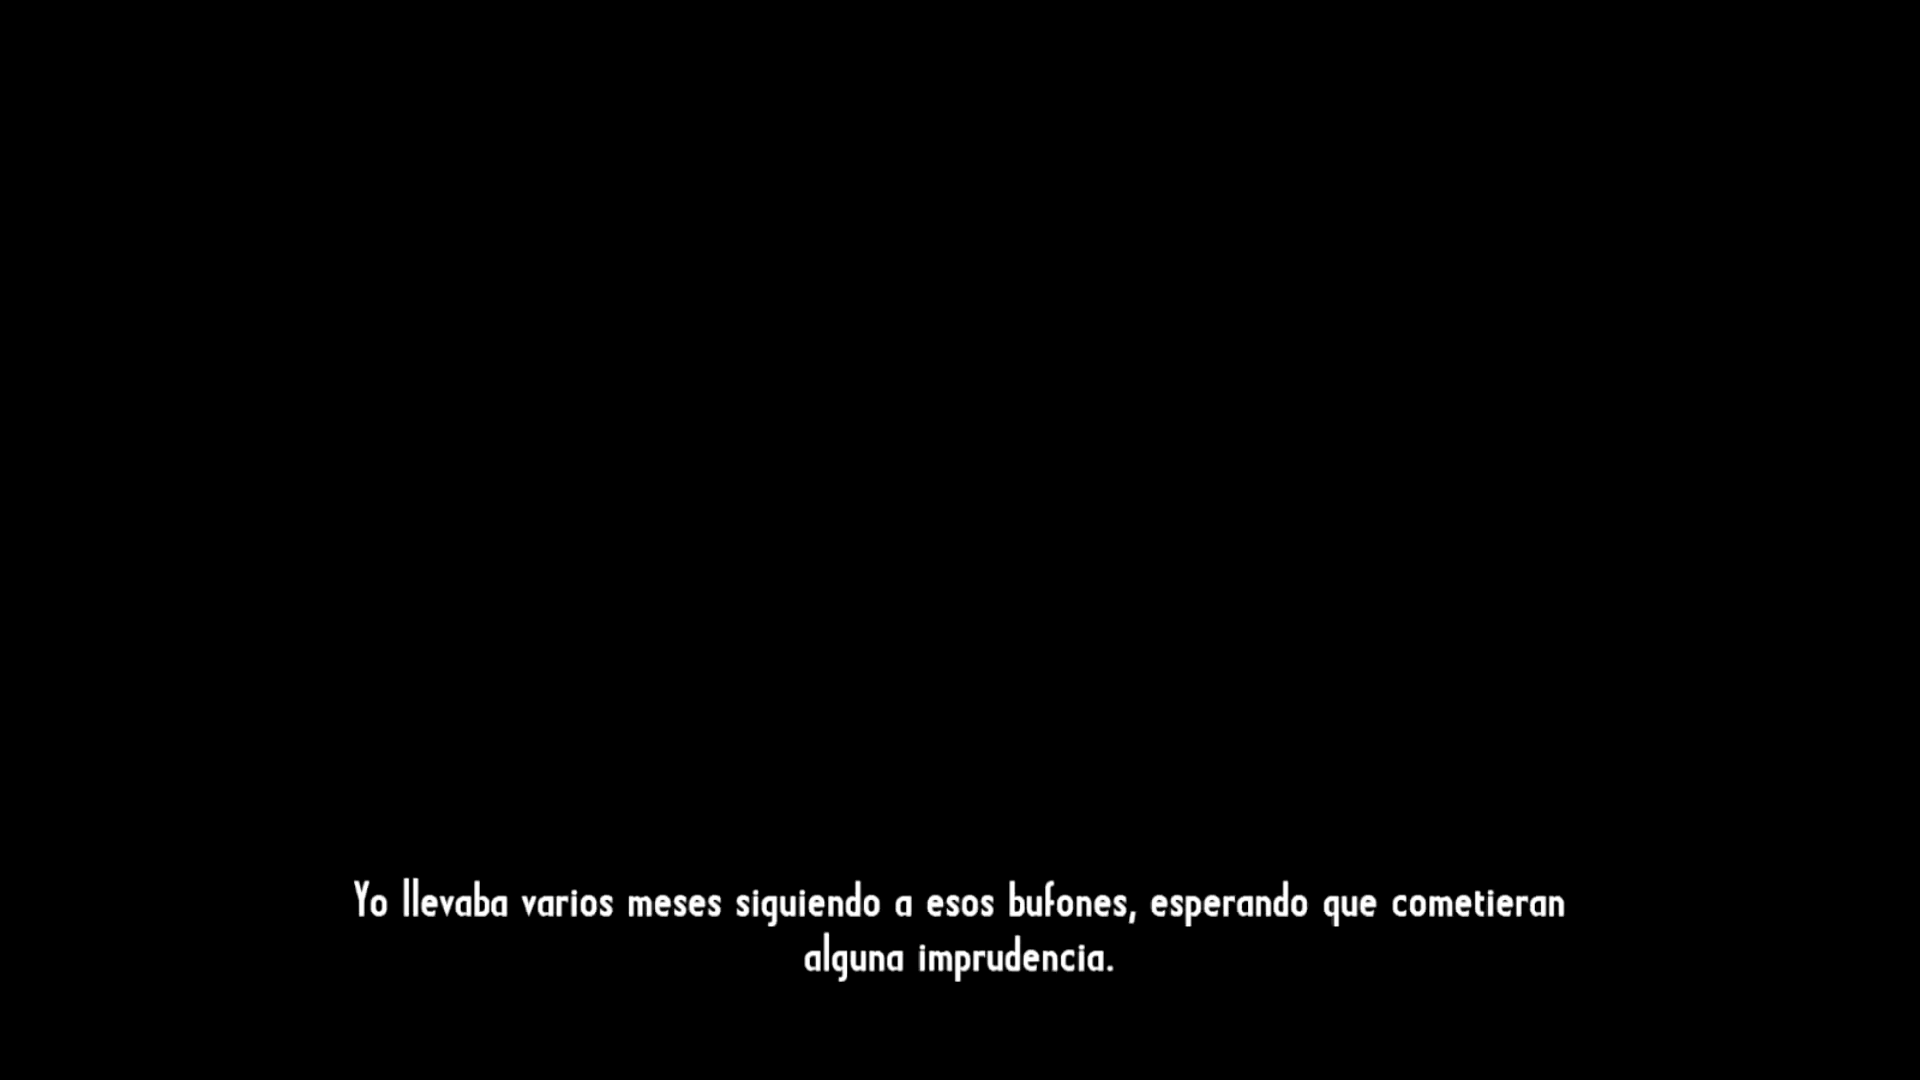 Yo llevaba varios meses siguiendo a esos bufones, esperando que cometieran
alguna imprudencia.